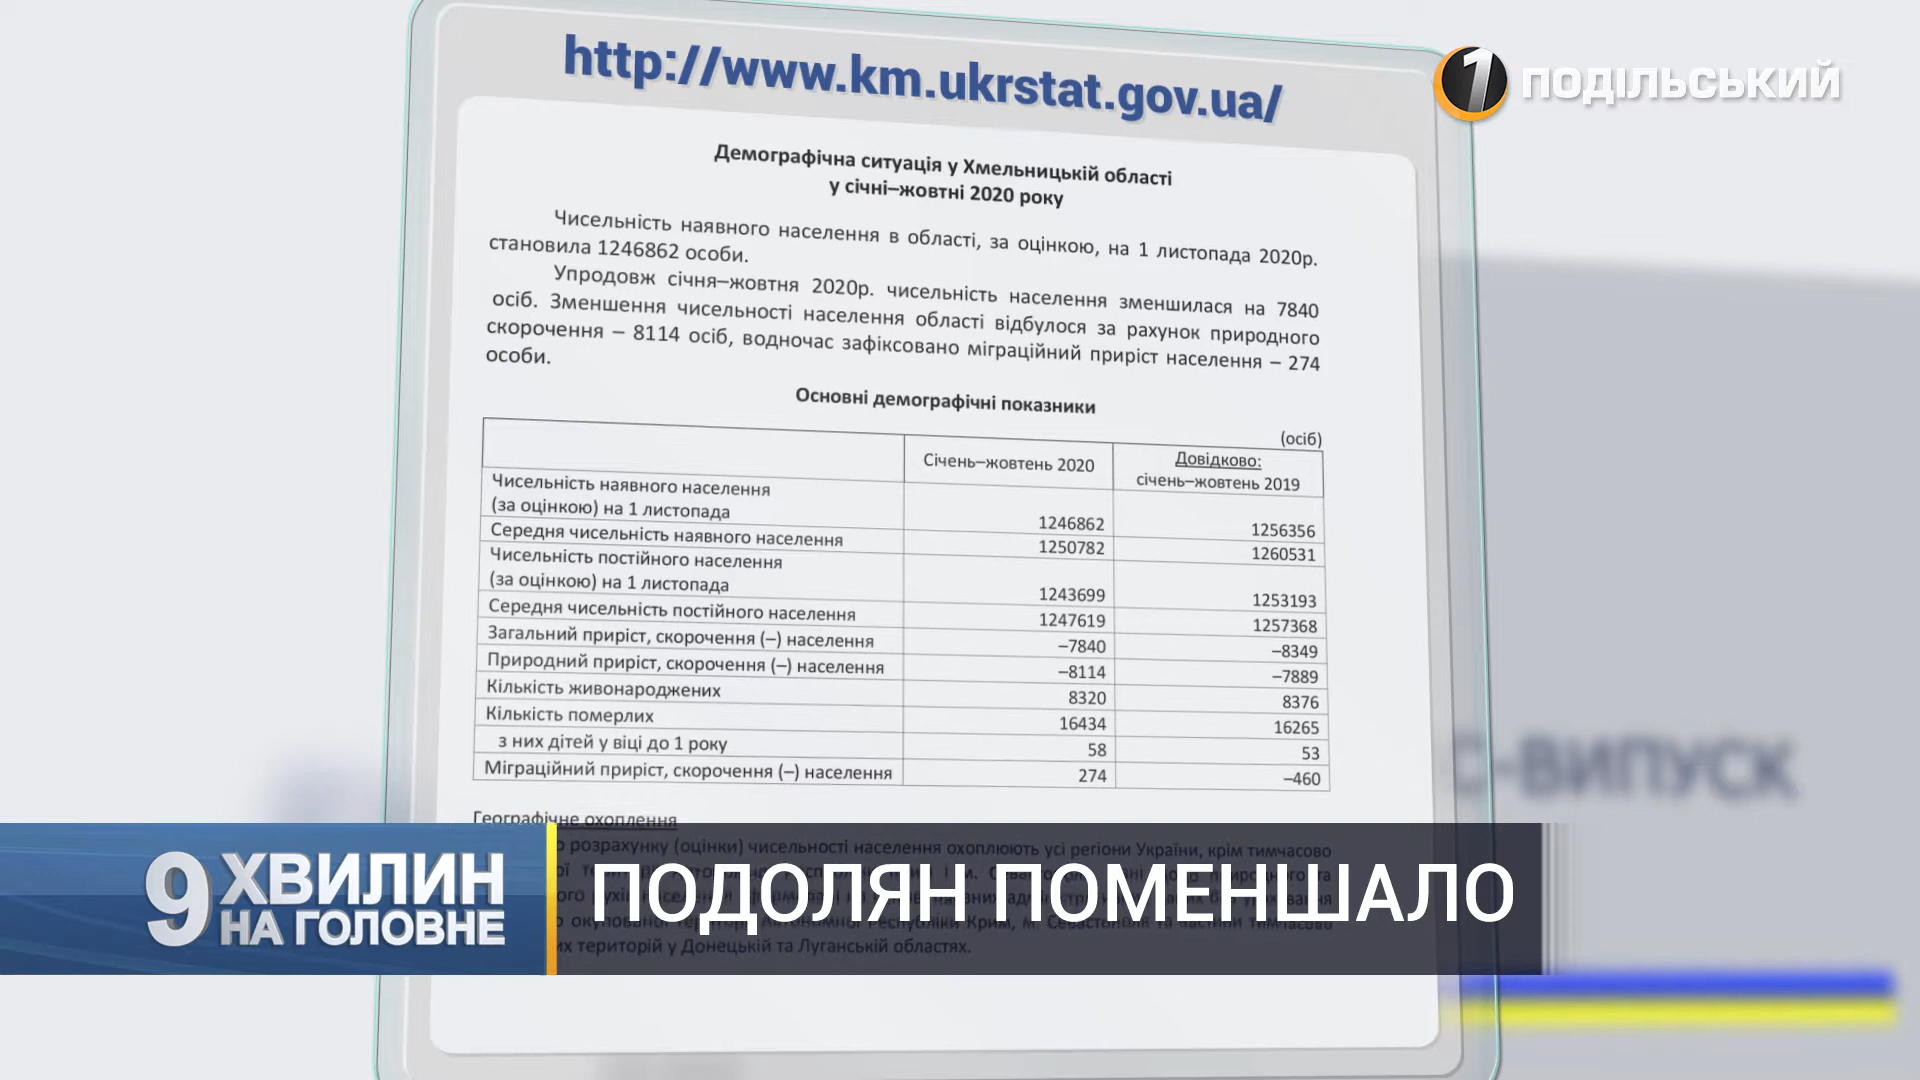 http://www.km.ukrstat.gov.ua/
1 ПОДІЛЬСЬКИЙ
Демографічна ситуація у Хмельницькій області
у січні–жовтні 2020 року
Чисельність наявного населення в області, за оцінкою, на 1 листопада 2020р.
становила 1246862 особи.
Упродовж січня–жовтня 2020р. чисельність населення зменшилася на 7840
осіб. Зменшення чисельності населення області відбулося за рахунок природного
скорочення – 8114 осіб, водночас зафіксовано міграційний приріст населення – 274
особи.
Основні демографічні показники
(осіб)
Січень–жовтень 2020
Довідково:
січень–жовтень 2019
Чисельність наявного населення
(за оцінкою) на 1 листопада 1246862 1256356
Середня чисельність наявного населення 1250782 1260531
Чисельність постійного населення
(за оцінкою) на 1 листопада 1243699 1253193
Середня чисельність постійного населення 1247619 1257368
Загальний приріст, скорочення (–) населення –7840 –8349
Природний приріст, скорочення (–) населення –8114 –7889
Кількість живонароджених 8320 8376
Кількість померлих 16434 16265
з них дітей у віці до 1 року 58 53
Міграційний приріст, скорочення (–) населення 274 –460
С-ВИПУСК
Географічне охоплення
розрахунку (оцінки) чисельності населення охоплюють усі регіони України, крім тимчасово
територій у Донецькій та Луганській областях.
9 ХВИЛИН
НА ГОЛОВНЕ
ПОДОЛЯН ПОМЕНШАЛО